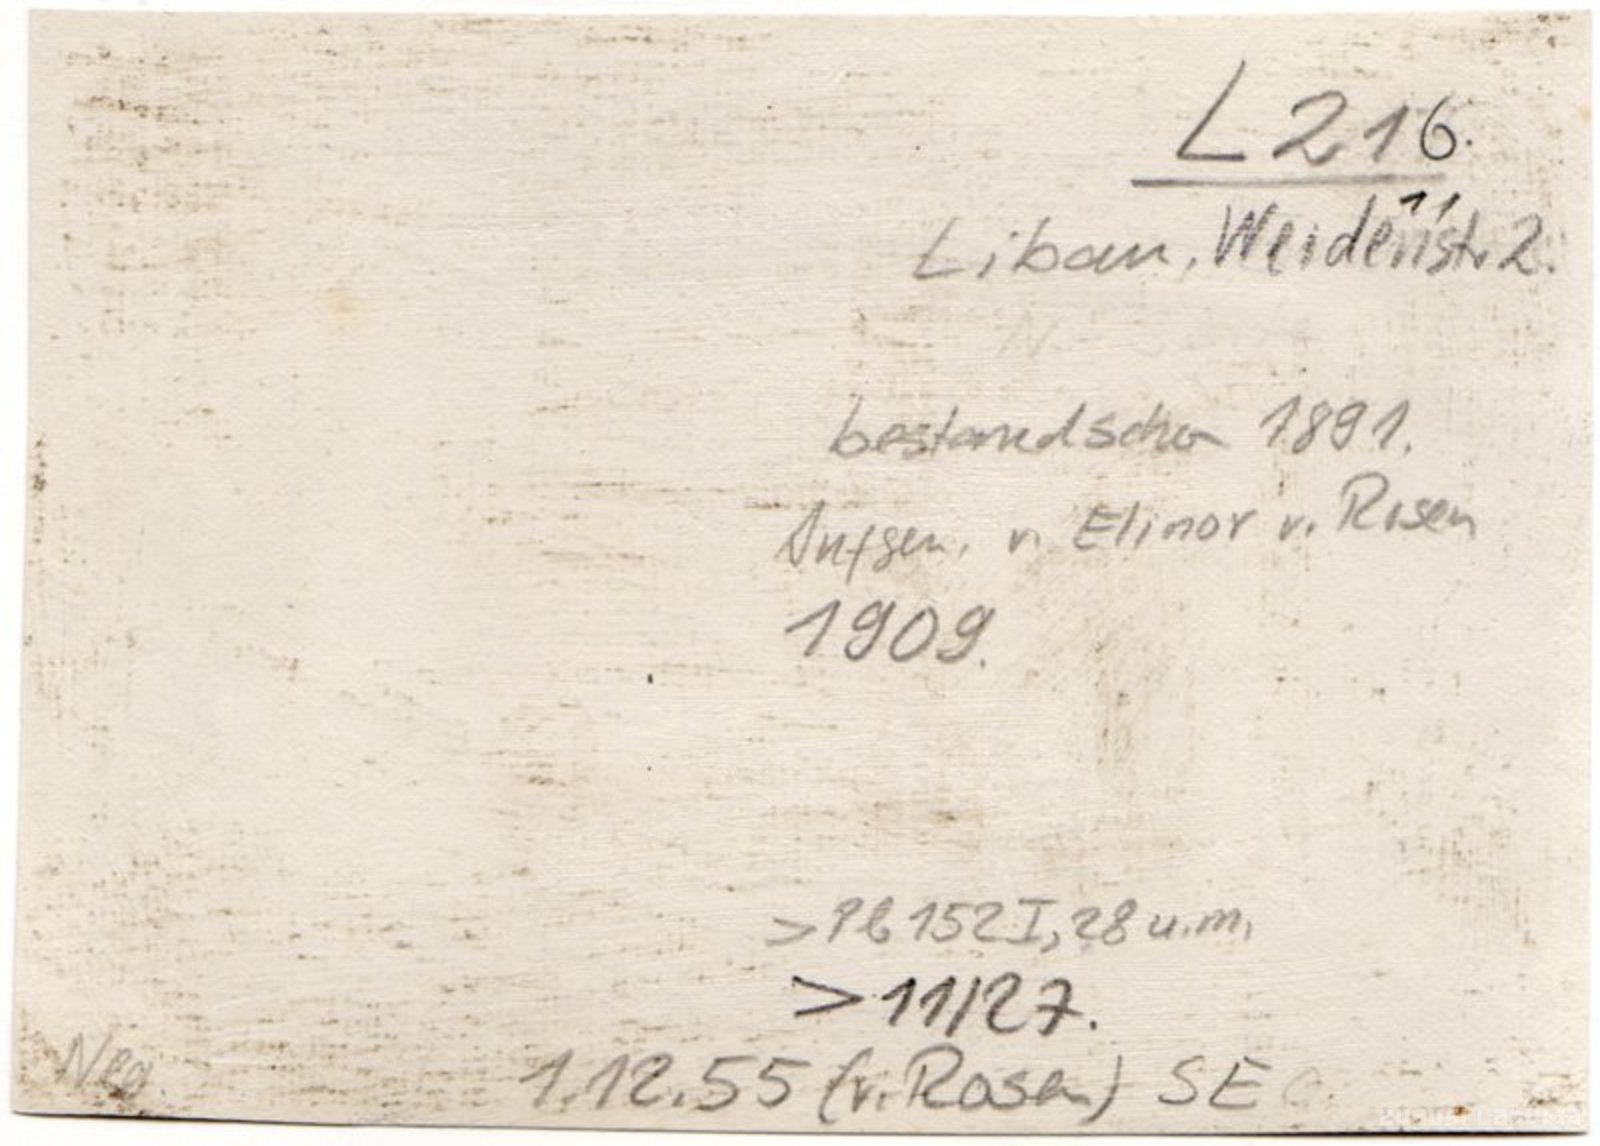 L 216.
Libau, Weidenstr. 2.
bestand schon 1891.
Aufgen. v. Elinor v. Rosen
1909.
> Pb 152 I, 28 u.m.
> 11/27.
Neg.
1.12.55 (v. Rosen) SE